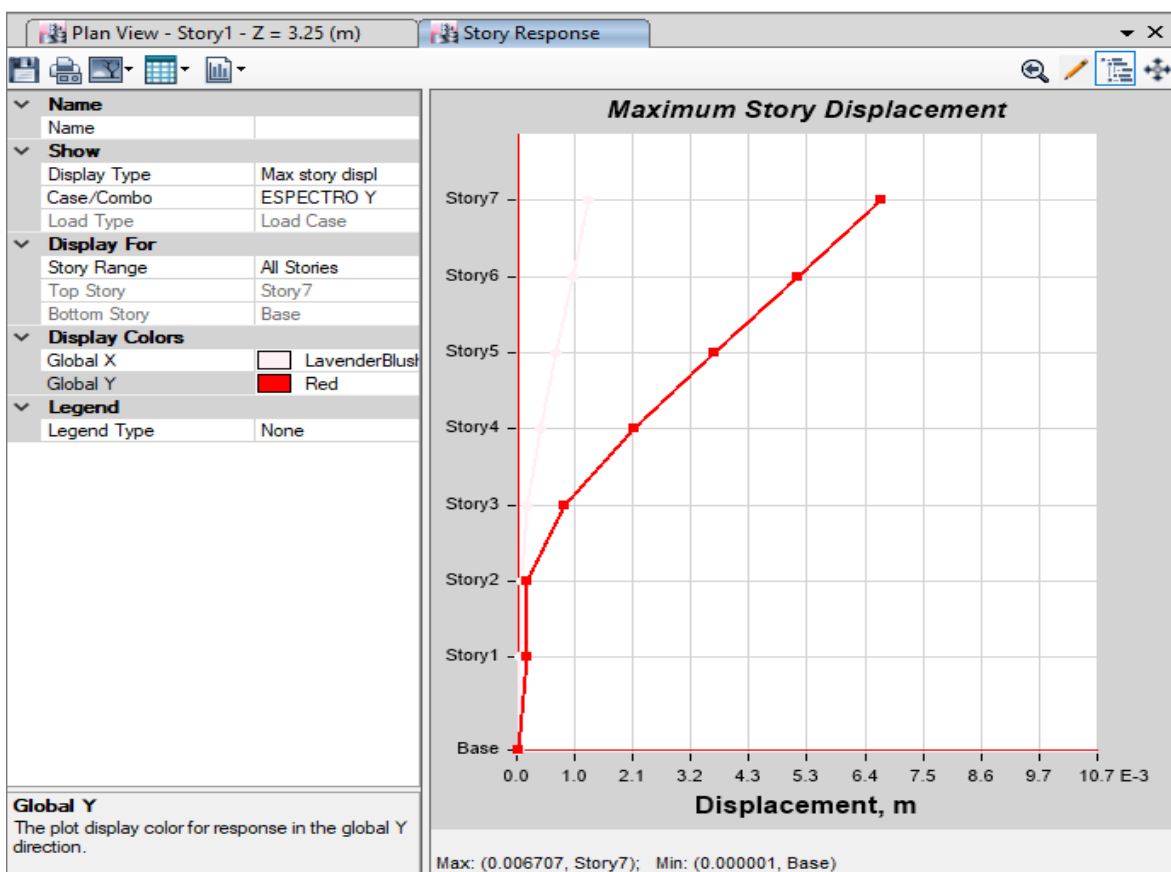 Plan View - Story1 - Z = 3.25 (m)
Story Response
Name
Name
Show
Display Type Max story displ
Case/Combo ESPECTRO Y
Load Type Load Case
Display For
Story Range All Stories
Top Story Story7
Bottom Story Base
Display Colors
Global X LavenderBlush
Global Y Red
Legend
Legend Type None
Global Y
The plot display color for response in the global Y
direction.
Maximum Story Displacement
Story7
Story6
Story5
Story4
Story3
Story2
Story1
Base
0.0 1.0 2.1 3.2 4.3 5.3 6.4 7.5 8.6 9.7 10.7 E-3
Displacement, m
Max: (0.006707, Story7); Min: (0.000001, Base)